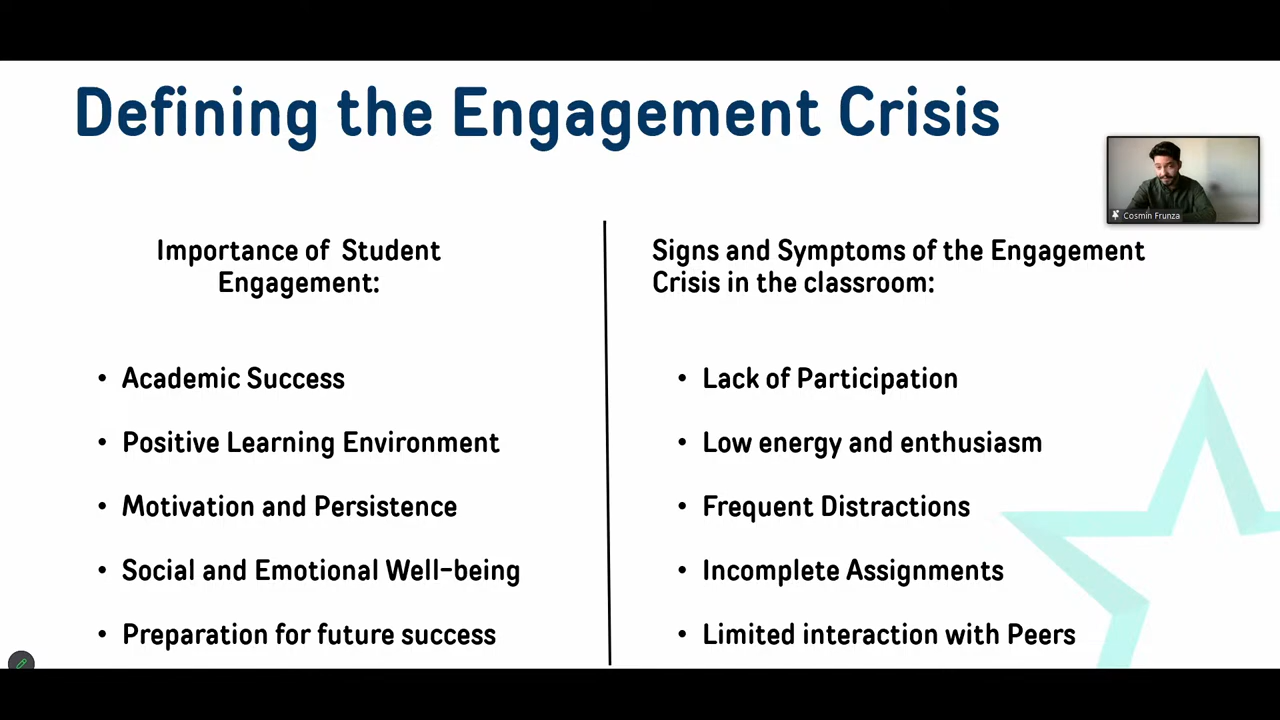 Defining the Engagement Crisis
Cosmin Frunza
Importance of Student
Engagement:
• Academic Success
• Positive Learning Environment
• Motivation and Persistence
• Social and Emotional Well-being
• Preparation for future success
Signs and Symptoms of the Engagement
Crisis in the classroom:
• Lack of Participation
• Low energy and enthusiasm
• Frequent Distractions
• Incomplete Assignments
• Limited interaction with Peers